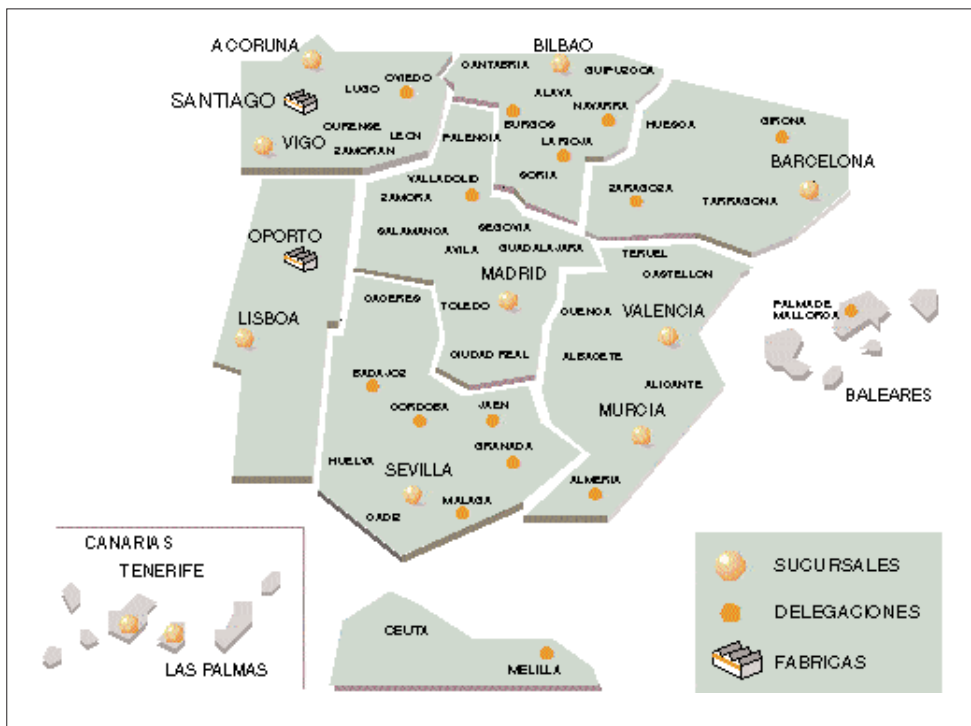 A CORUNA
BILBAO
CANTABRIA
GUIPUZCOA
OVIEDO
LUGO
ALAVA
SANTIAGO
NAVARRA
BURGOS
HUESCA
GIRONA
OURENSE
LEON
PALENCIA
VIGO
ZAMORAN
LA RIOJA
BARCELONA
SORIA
VALLADOLID
ZAMORA
ZARAGOZA
TARRAGONA
SALAMANCA
SEGOVIA
OPORTO
AVILA
GUADALAJARA
TERUEL
MADRID
CASTELLON
CACERES
TOLEDO
CUENCA
VALENCIA
PALMA DE
MALLORCA
LISBOA
CIUDAD REAL
ALBACETE
BADAJOZ
ALICANTE
BALEARES
CORDOBA
JAEN
MURCIA
GRANADA
HUELVA
SEVILLA
ALMERIA
MALAGA
CADIZ
CANARIAS
TENERIFE
LAS PALMAS
CEUTA
MELILLA
SUCURSALES
DELEGACIONES
FABRICAS